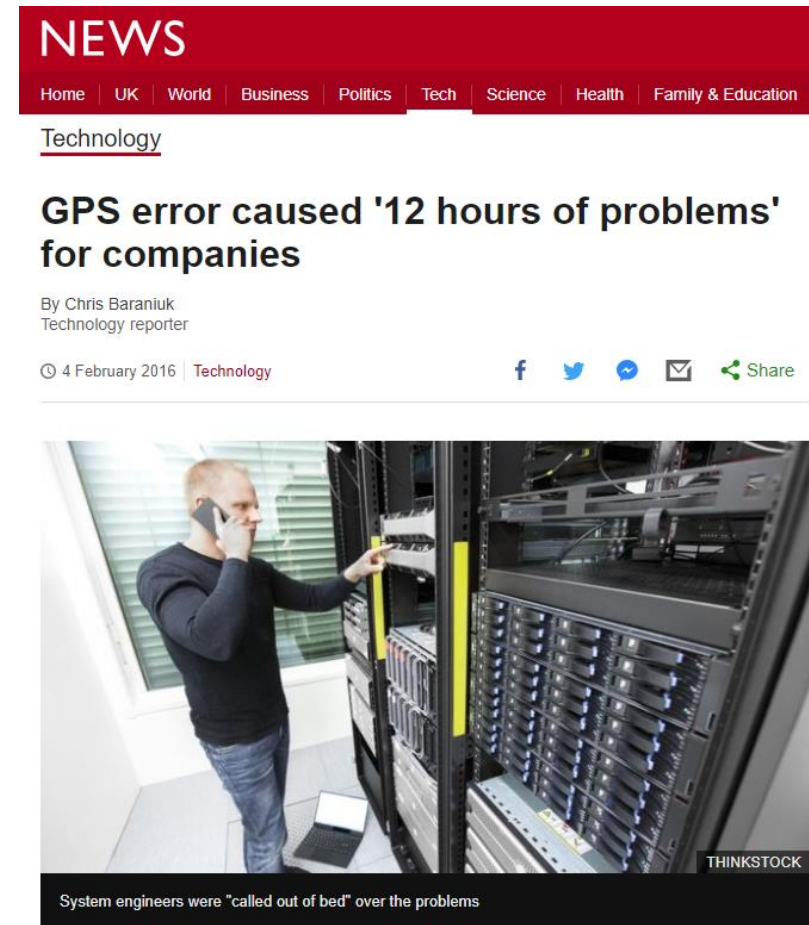 NEWS
Home UK World Business Politics Tech Science Health Family & Education
Technology
GPS error caused '12 hours of problems'
for companies
By Chris Baraniuk
Technology reporter
4 February 2016 Technology
Share
THINKSTOCK
System engineers were "called out of bed" over the problems